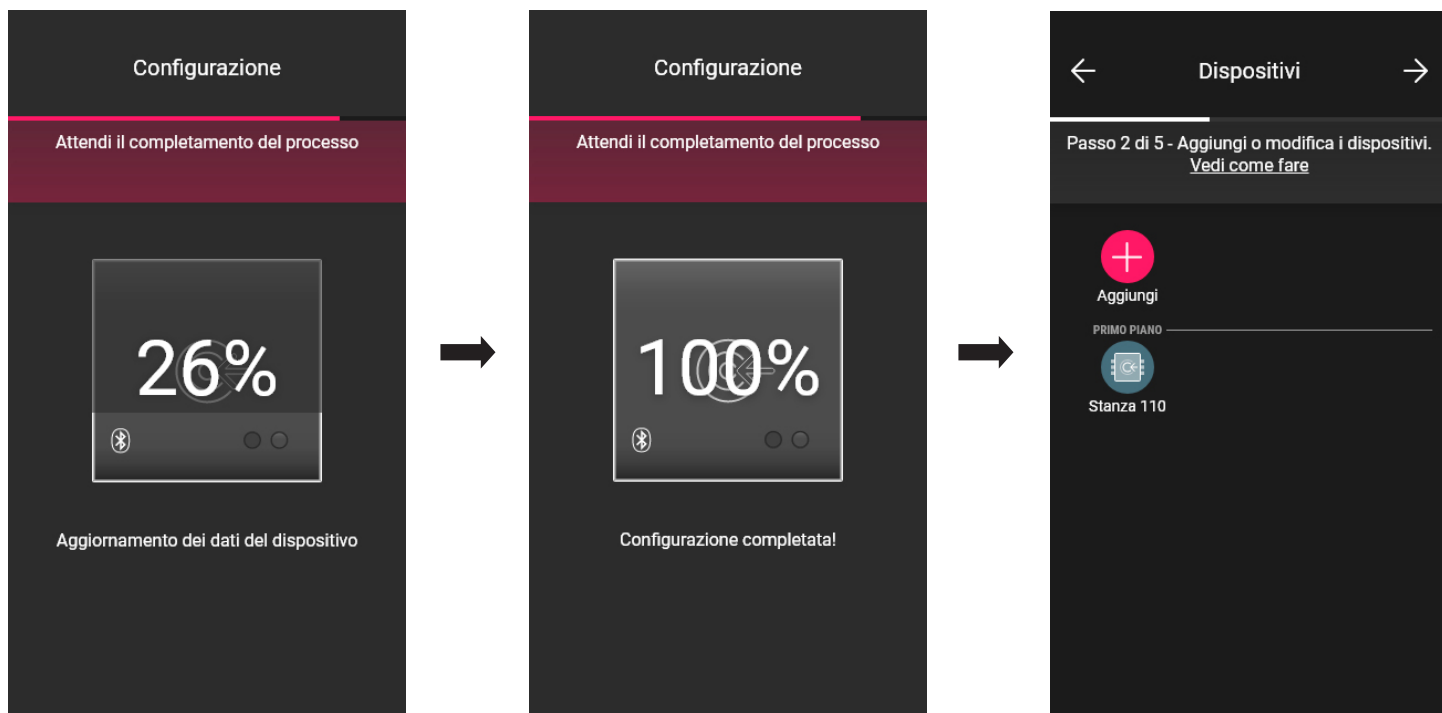 Configurazione
Attendi il completamento del processo
26%
Aggiornamento dei dati del dispositivo
Configurazione
Attendi il completamento del processo
100%
Configurazione completata!
Dispositivi
Passo 2 di 5 - Aggiungi o modifica i dispositivi.
Vedi come fare
Aggiungi
PRIMO PIANO
Stanza 110